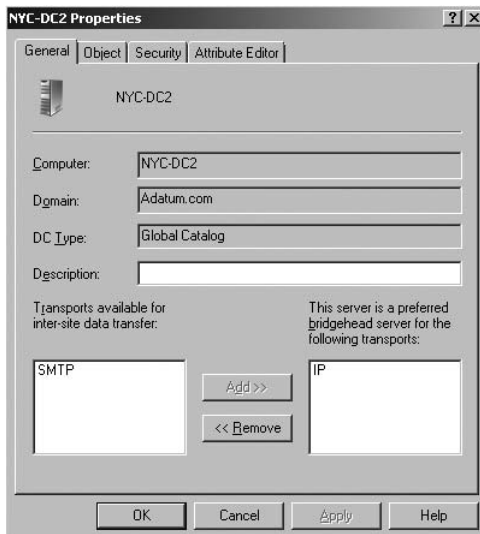 NYC-DC2 Properties
General Object Security Attribute Editor
NYC-DC2
Computer: NYC-DC2
Domain: Adatum.com
DC Type: Global Catalog
Description:
Transports available for
inter-site data transfer:
This server is a preferred
bridgehead server for the
following transports:
SMTP
IP
Add >>
<< Remove
OK Cancel Apply Help